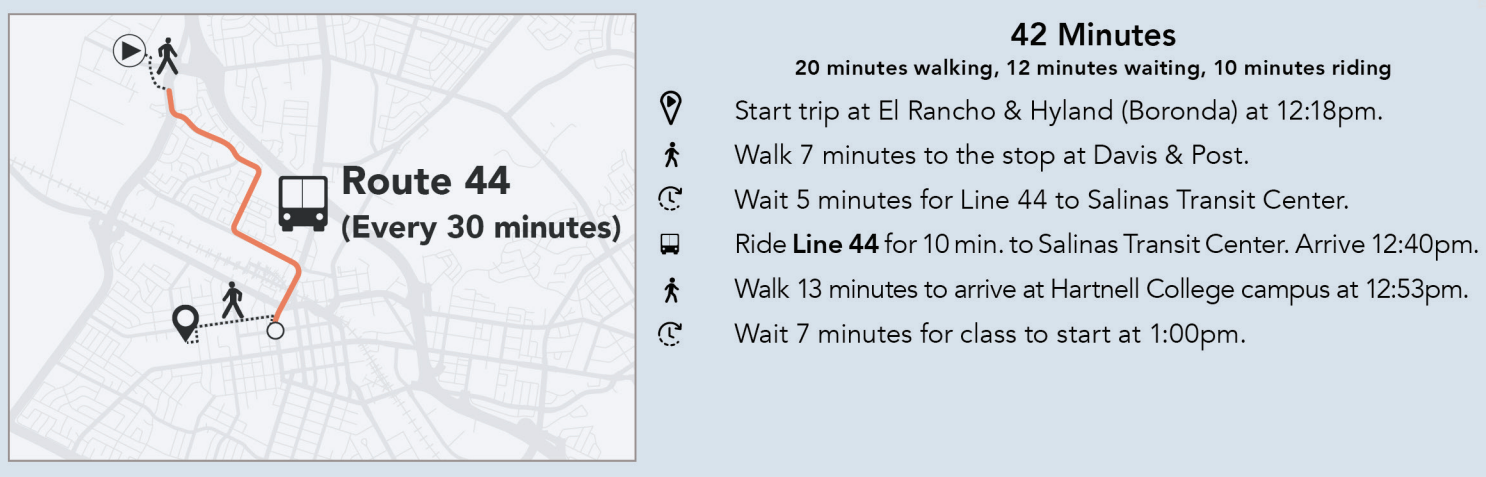 Route 44
(Every 30 minutes)
42 Minutes
20 minutes walking, 12 minutes waiting, 10 minutes riding
Start trip at El Rancho & Hyland (Boronda) at 12:18pm.
Walk 7 minutes to the stop at Davis & Post.
Wait 5 minutes for Line 44 to Salinas Transit Center.
Ride Line 44 for 10 min. to Salinas Transit Center. Arrive 12:40pm.
Walk 13 minutes to arrive at Hartnell College campus at 12:53pm.
Wait 7 minutes for class to start at 1:00pm.